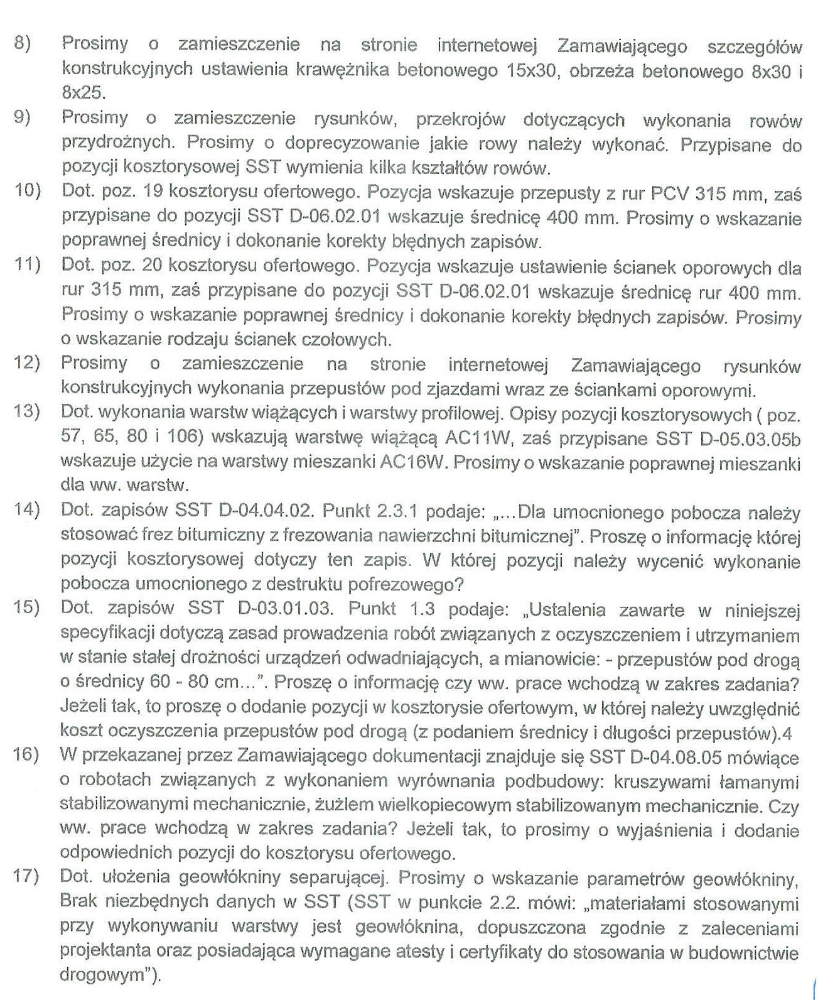 8) Prosimy o zamieszczenie na stronie internetowej Zamawiającego szczegółów
konstrukcyjnych ustawienia krawężnika betonowego 15x30, obrzeża betonowego 8x30 i
8x25.
9) Prosimy o zamieszczenie rysunków, przekrojów dotyczących wykonania rowów
przydrożnych. Prosimy o doprecyzowanie jakie rowy należy wykonać. Przypisane do
pozycji kosztorysowej SST wymienia kilka kształtów rowów.
10) Dot. poz. 19 kosztorysu ofertowego. Pozycja wskazuje przepusty z rur PCV 315 mm, zaś
przypisane do pozycji SST D-06.02.01 wskazuje średnicę 400 mm. Prosimy o wskazanie
poprawnej średnicy i dokonanie korekty błędnych zapisów.
11) Dot. poz. 20 kosztorysu ofertowego. Pozycja wskazuje ustawienie ścianek oporowych dla
rur 315 mm, zaś przypisane do pozycji SST D-06.02.01 wskazuje średnicę rur 400 mm.
Prosimy o wskazanie poprawnej średnicy i dokonanie korekty błędnych zapisów. Prosimy
o wskazanie rodzaju ścianek czołowych.
12) Prosimy o zamieszczenie na stronie internetowej Zamawiającego rysunków
konstrukcyjnych wykonania przepustów pod zjazdami wraz ze ściankami oporowymi.
13) Dot. wykonania warstw wiążących i warstwy profilowej. Opisy pozycji kosztorysowych ( poz.
57, 65, 80 i 106) wskazują warstwę wiążącą AC11W, zaś przypisane SST D-05.03.05b
wskazuje użycie na warstwy mieszanki AC16W. Prosimy o wskazanie poprawnej mieszanki
dla ww. warstw.
14) Dot. zapisów SST D-04.04.02. Punkt 2.3.1 podaje: „...Dla umocnionego pobocza należy
stosować frez bitumiczny z frezowania nawierzchni bitumicznej”. Proszę o informację której
pozycji kosztorysowej dotyczy ten zapis. W której pozycji należy wycenić wykonanie
pobocza umocnionego z destruktu pofrezowego?
15) Dot. zapisów SST D-03.01.03. Punkt 1.3 podaje: „Ustalenia zawarte w niniejszej
specyfikacji dotyczą zasad prowadzenia robót związanych z oczyszczeniem i utrzymaniem
w stanie stałej drożności urządzeń odwadniających, a mianowicie: - przepustów pod drogą
o średnicy 60 - 80 cm...”. Proszę o informację czy ww. prace wchodzą w zakres zadania?
Jeżeli tak, to proszę o dodanie pozycji w kosztorysie ofertowym, w której należy uwzględnić
koszt oczyszczenia przepustów pod drogą (z podaniem średnicy i długości przepustów).4
16) W przekazanej przez Zamawiającego dokumentacji znajduje się SST D-04.08.05 mówiące
o robotach związanych z wykonaniem wyrównania podbudowy: kruszywami łamanymi
stabilizowanymi mechanicznie, żużlem wielkopiecowym stabilizowanym mechanicznie. Czy
ww. prace wchodzą w zakres zadania? Jeżeli tak, to prosimy o wyjaśnienia i dodanie
odpowiednich pozycji do kosztorysu ofertowego.
17) Dot. ułożenia geowłókniny separującej. Prosimy o wskazanie parametrów geowłókniny,
Brak niezbędnych danych w SST (SST w punkcie 2.2. mówi: „materiałami stosowanymi
przy wykonywaniu warstwy jest geowłóknina, dopuszczona zgodnie z zaleceniami
projektanta oraz posiadająca wymagane atesty i certyfikaty do stosowania w budownictwie
drogowym”).